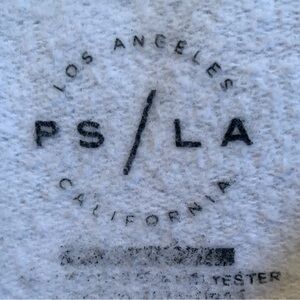 LOS ANGELES
PS/LA
CALIFORNIA
TESTER